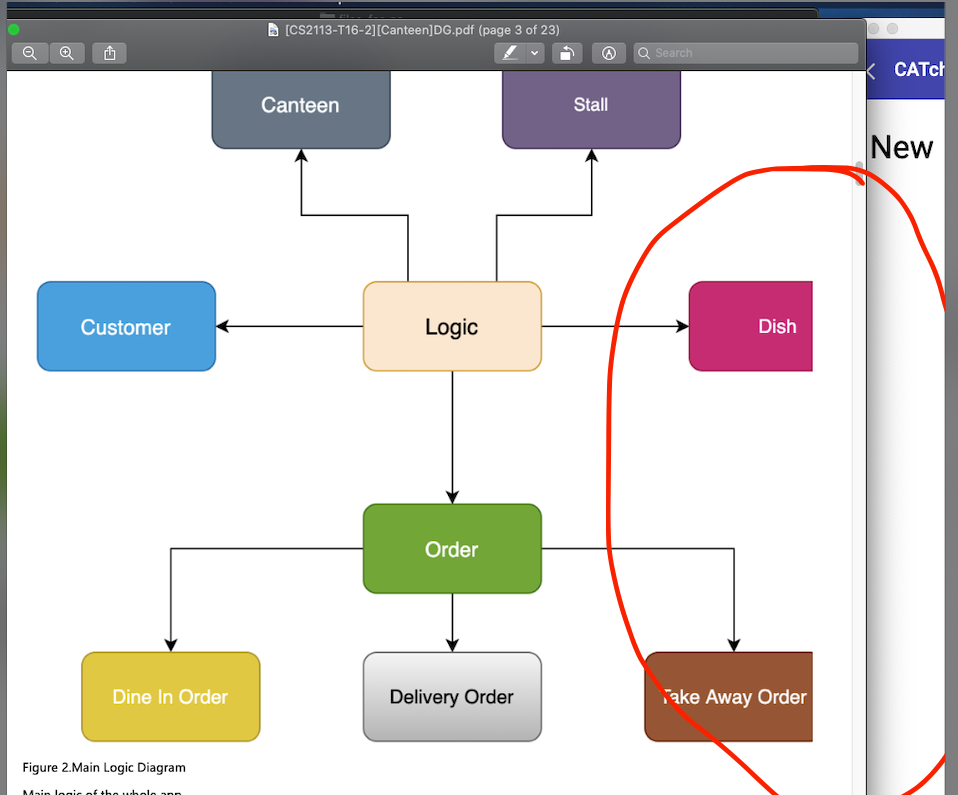 [CS2113-T16-2][Canteen]DG.pdf (page 3 of 23)
Search
CATch
New
Canteen
Stall
Customer
Logic
Dish
Order
Dine In Order
Delivery Order
Take Away Order
Figure 2.Main Logic Diagram
Main logic of the whole app